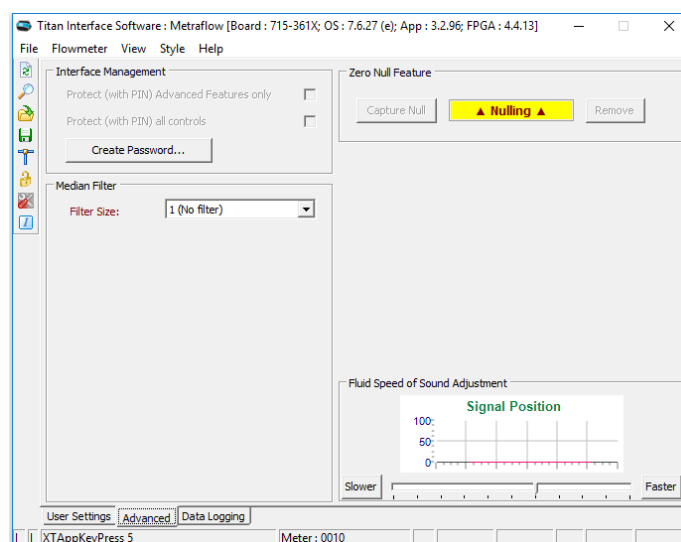 Titan Interface Software : Metraflow [Board : 715-361X; OS : 7.6.27 (e); App : 3.2.96; FPGA : 4.4.13]
File Flowmeter View Style Help
Interface Management
Protect (with PIN) Advanced Features only
Protect (with PIN) all controls
Create Password...
Median Filter
Filter Size: 1 (No filter)
Zero Null Feature
Capture Null ▲ Nulling ▲ Remove
Fluid Speed of Sound Adjustment
Signal Position
100
50
0
Slower Faster
User Settings Advanced Data Logging
XTAppKeyPress 5 Meter : 0010